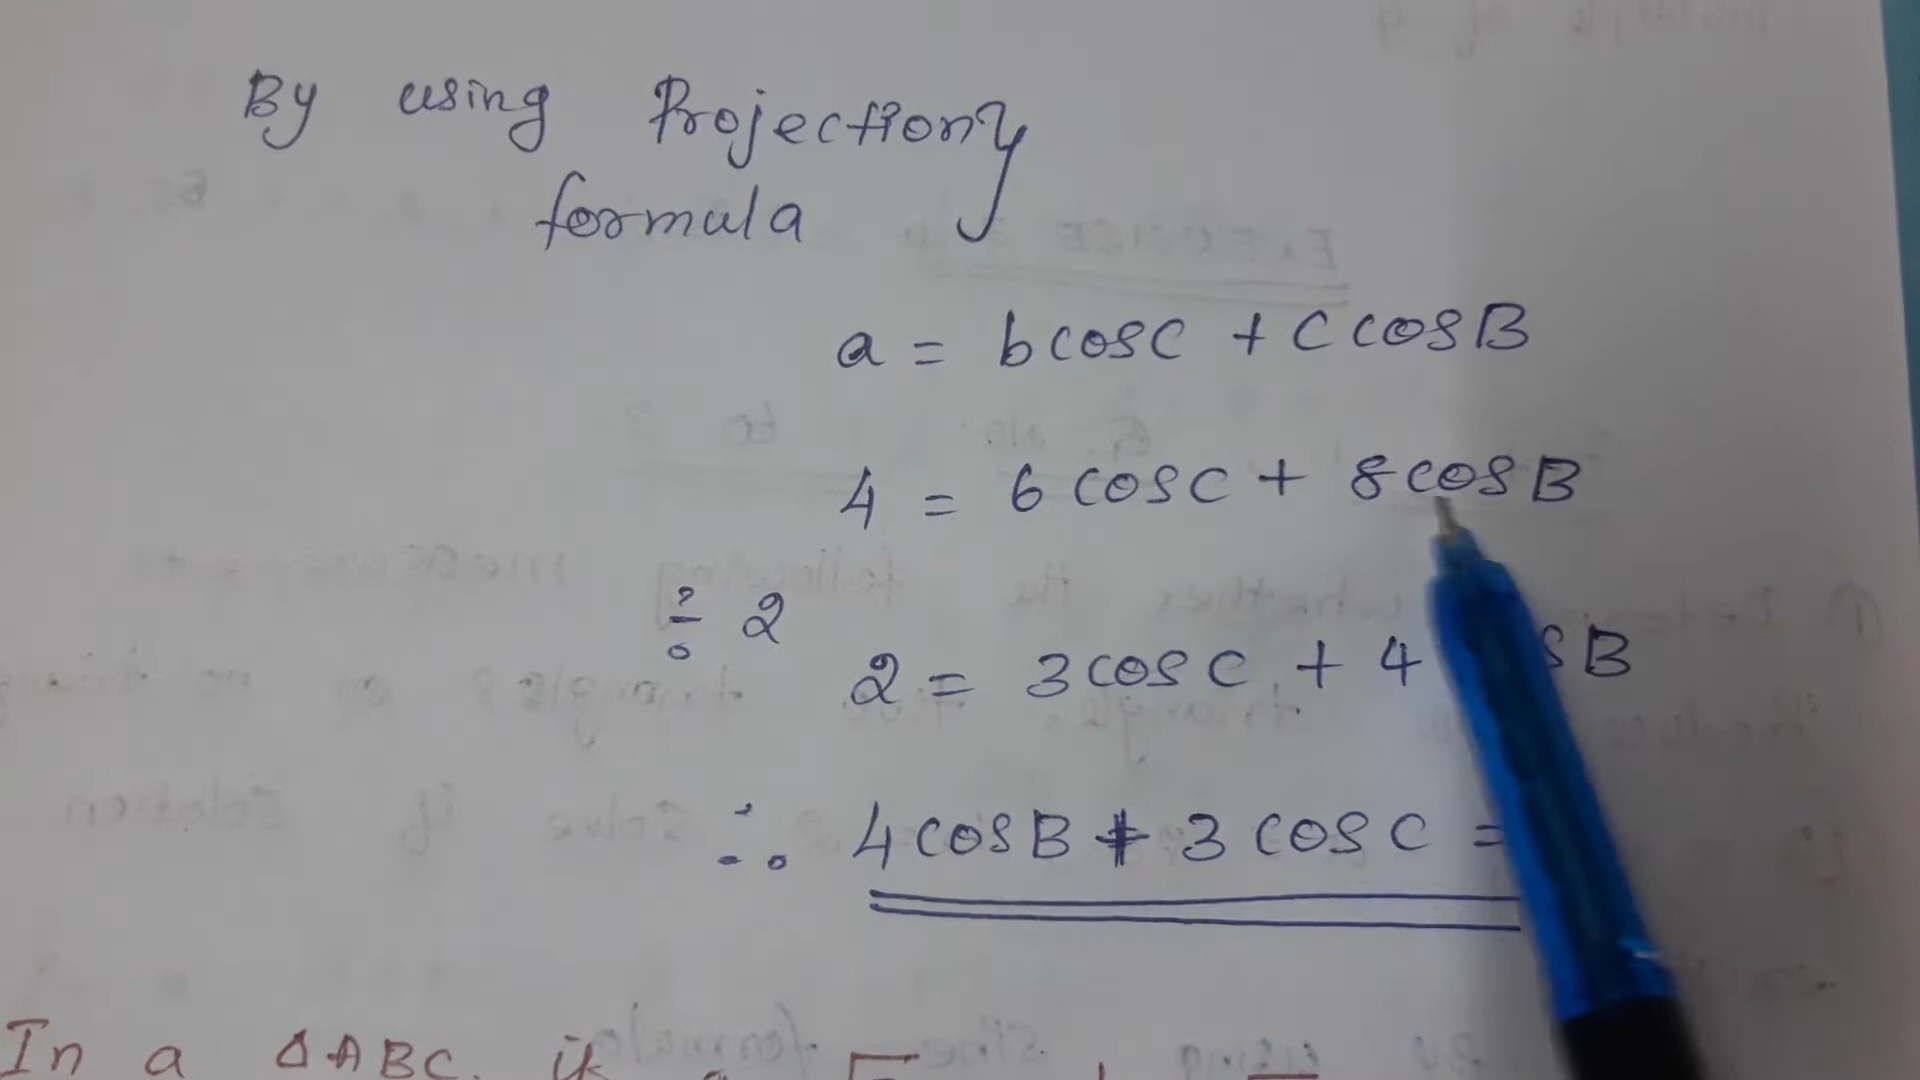 By using Projection }
formula
a = b cos C + c cos B
4 = 6 cos C + 8 cos B
÷ 2
2 = 3 cos C + 4 B
∴ 4 cos B + 3 cos C =
In a ΔABC, if